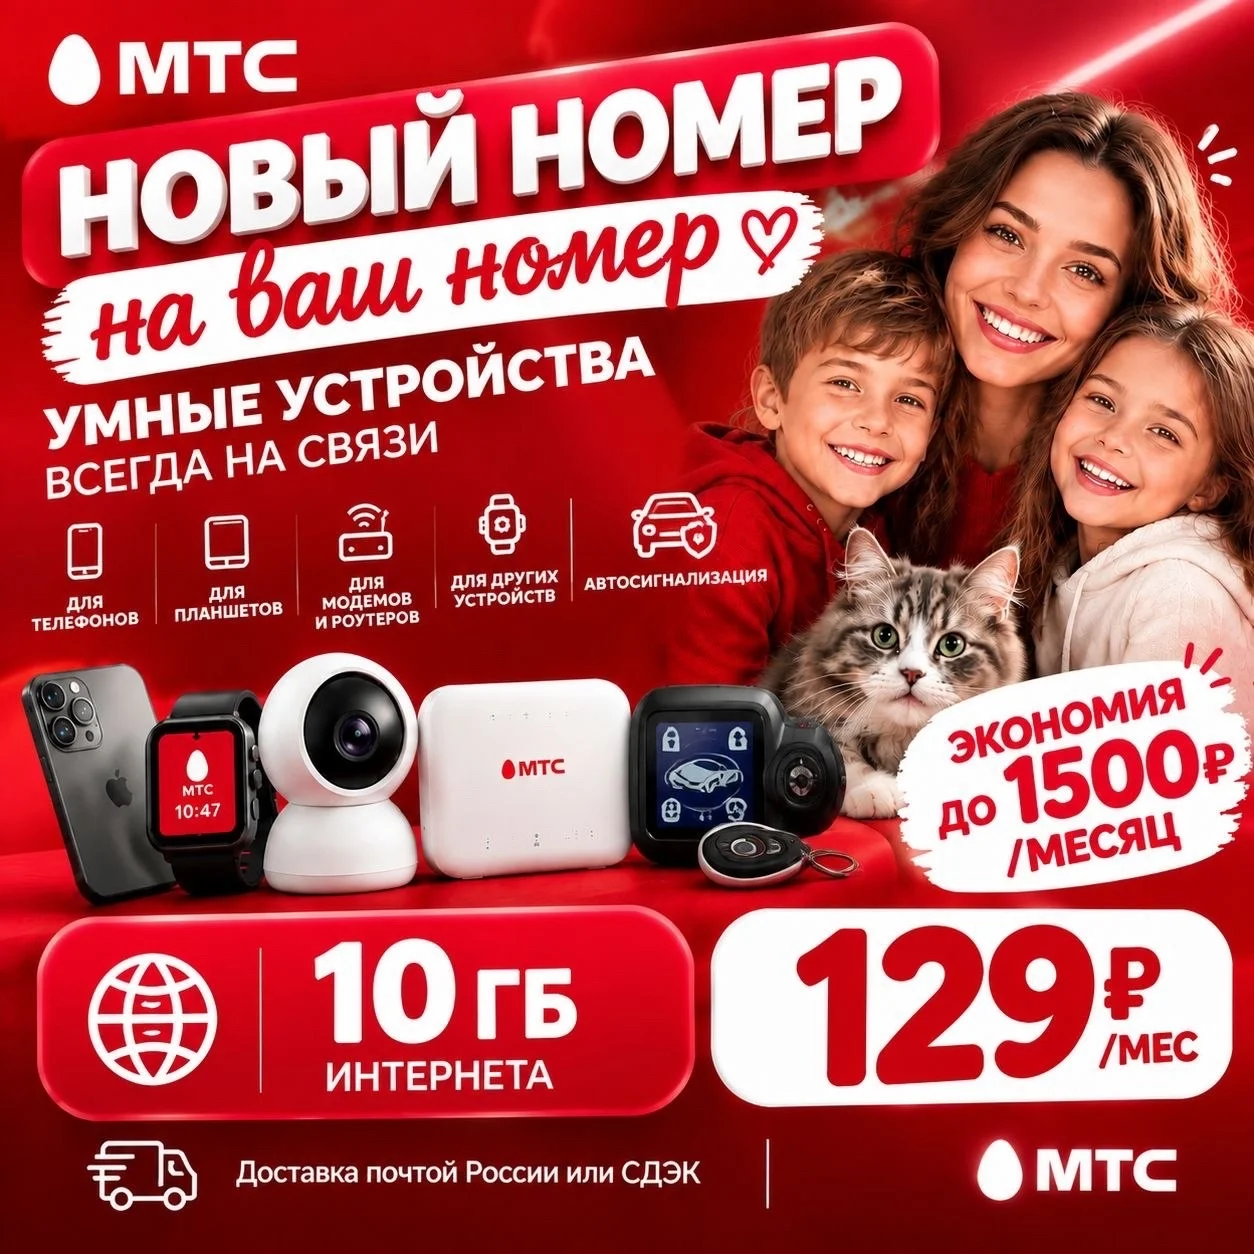 МТС
НОВЫЙ НОМЕР
на ваш номер
УМНЫЕ УСТРОЙСТВА
ВСЕГДА НА СВЯЗИ
ДЛЯ
ТЕЛЕФОНОВ
ДЛЯ
ПЛАНШЕТОВ
ДЛЯ
МОДЕМОВ
И РОУТЕРОВ
ДЛЯ ДРУГИХ
УСТРОЙСТВ
АВТОСИГНАЛИЗАЦИЯ
МТС
10:47
МТС
ЭКОНОМИЯ
ДО 1500₽
/МЕСЯЦ
10 ГБ
ИНТЕРНЕТА
129₽
/МЕС
Доставка почтой России или СДЭК
МТС